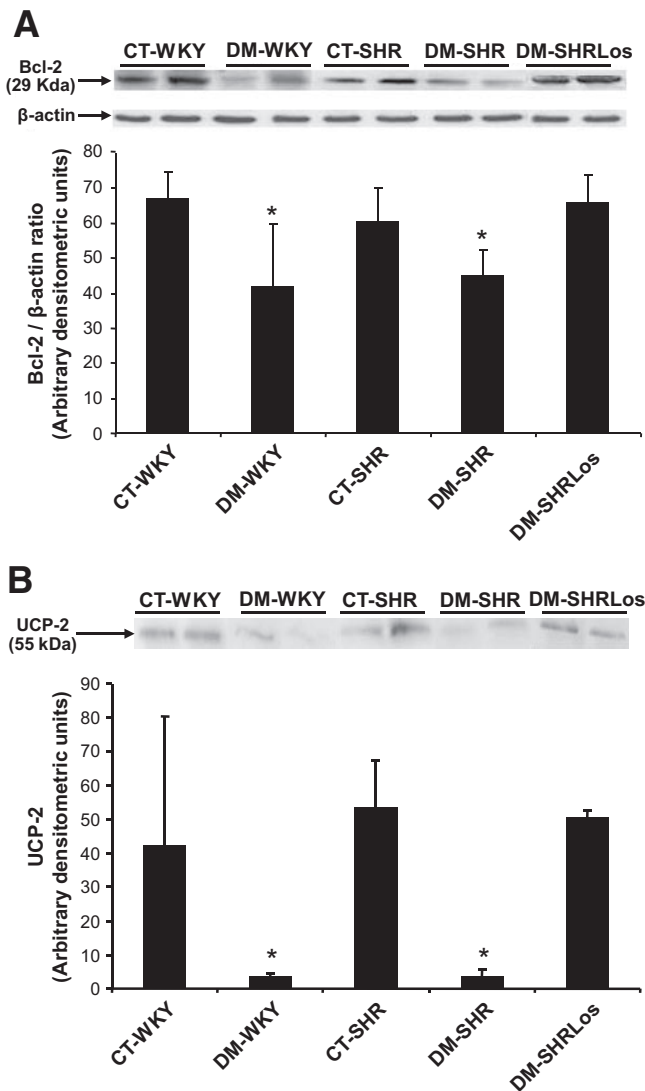 A
CT-WKY DM-WKY CT-SHR DM-SHR DM-SHRLos
Bcl-2
(29 Kda)
β-actin
80
70
60
50
40
30
20
10
0
Bcl-2 / β-actin ratio
(Arbitrary densitometric units)
*
*
CT-WKY
DM-WKY
CT-SHR
DM-SHR
DM-SHRLos
B
CT-WKY DM-WKY CT-SHR DM-SHR DM-SHRLos
UCP-2
(55 kDa)
90
80
70
60
50
40
30
20
10
0
UCP-2
(Arbitrary densitometric units)
*
*
CT-WKY
DM-WKY
CT-SHR
DM-SHR
DM-SHRLos